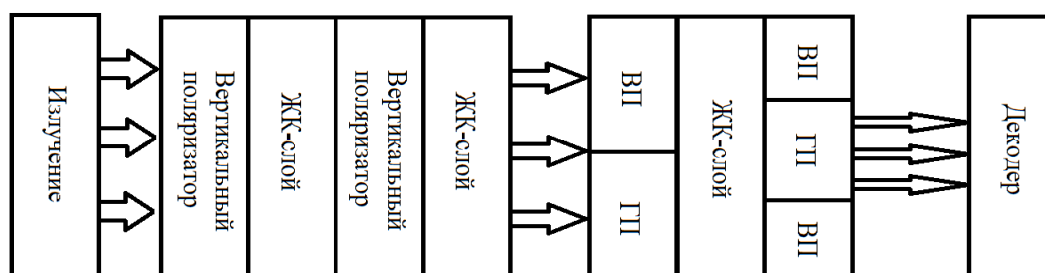 Излучение
Вертикальный
поляризатор
ЖК-слой
Вертикальный
поляризатор
ЖК-слой
ВП
ГП
ЖК-слой
ВП
ГП
ВП
Декодер